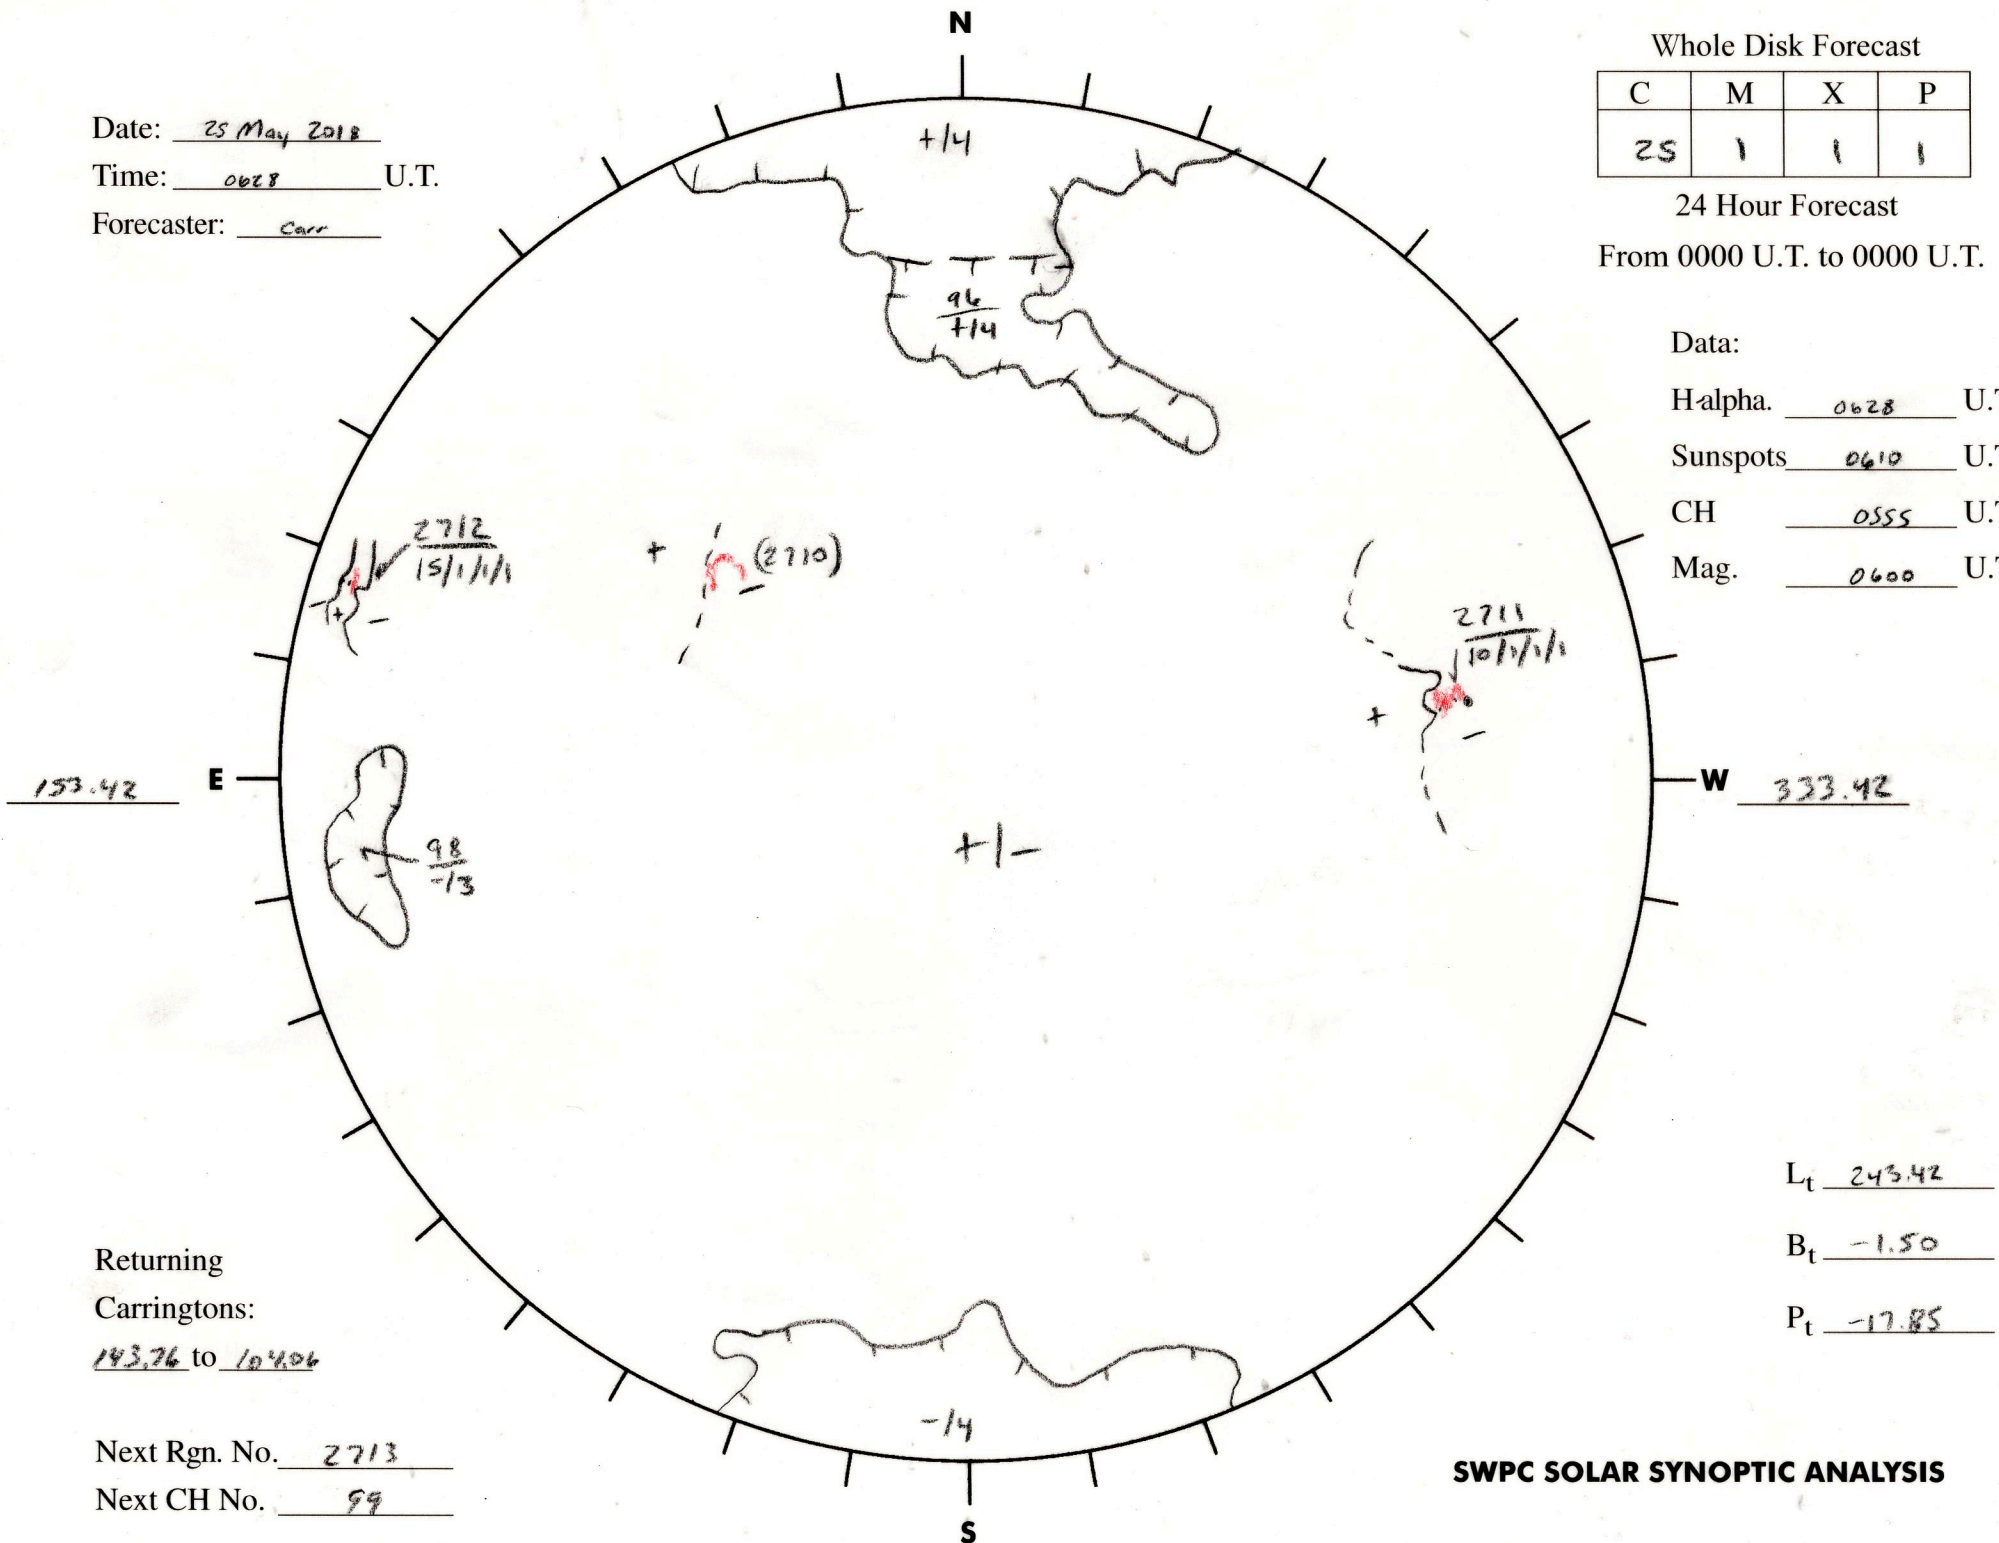 N
Whole Disk Forecast
C M X P
25 1 1 1
24 Hour Forecast
From 0000 U.T. to 0000 U.T.
Date: 25 May 2018
Time: 0628 U.T.
Forecaster: Carr
+/4
96
+/4
Data:
H-alpha. 0628 U.T
Sunspots 0610 U.T
CH 0555 U.T
Mag. 0600 U.T
2712
15/1/1/1
+
-
+ (2710)
-
2711
10/1/1/1
+
-
153.42 E
W 333.42
98
-/3
+/-
Lt 243.42
Bt -1.50
Pt -17.85
Returning
Carringtons:
143.76 to 104.06
-/4
Next Rgn. No. 2713
Next CH No. 99
SWPC SOLAR SYNOPTIC ANALYSIS
S